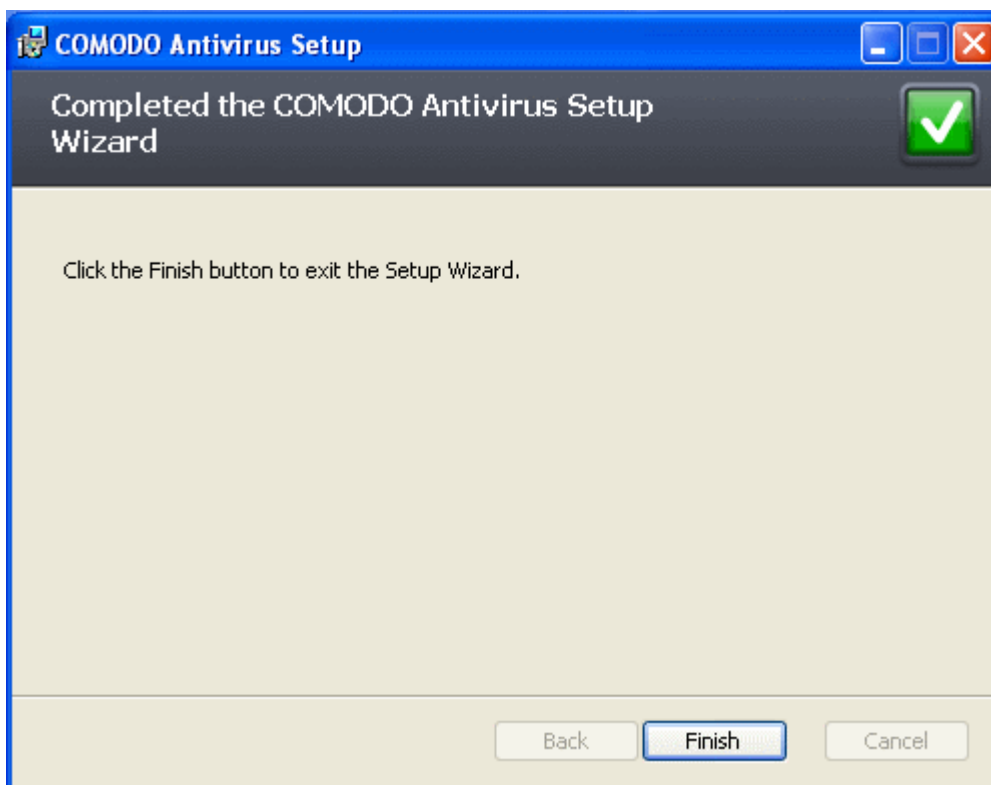 COMODO Antivirus Setup
Completed the COMODO Antivirus Setup
Wizard
Click the Finish button to exit the Setup Wizard.
Back Finish Cancel